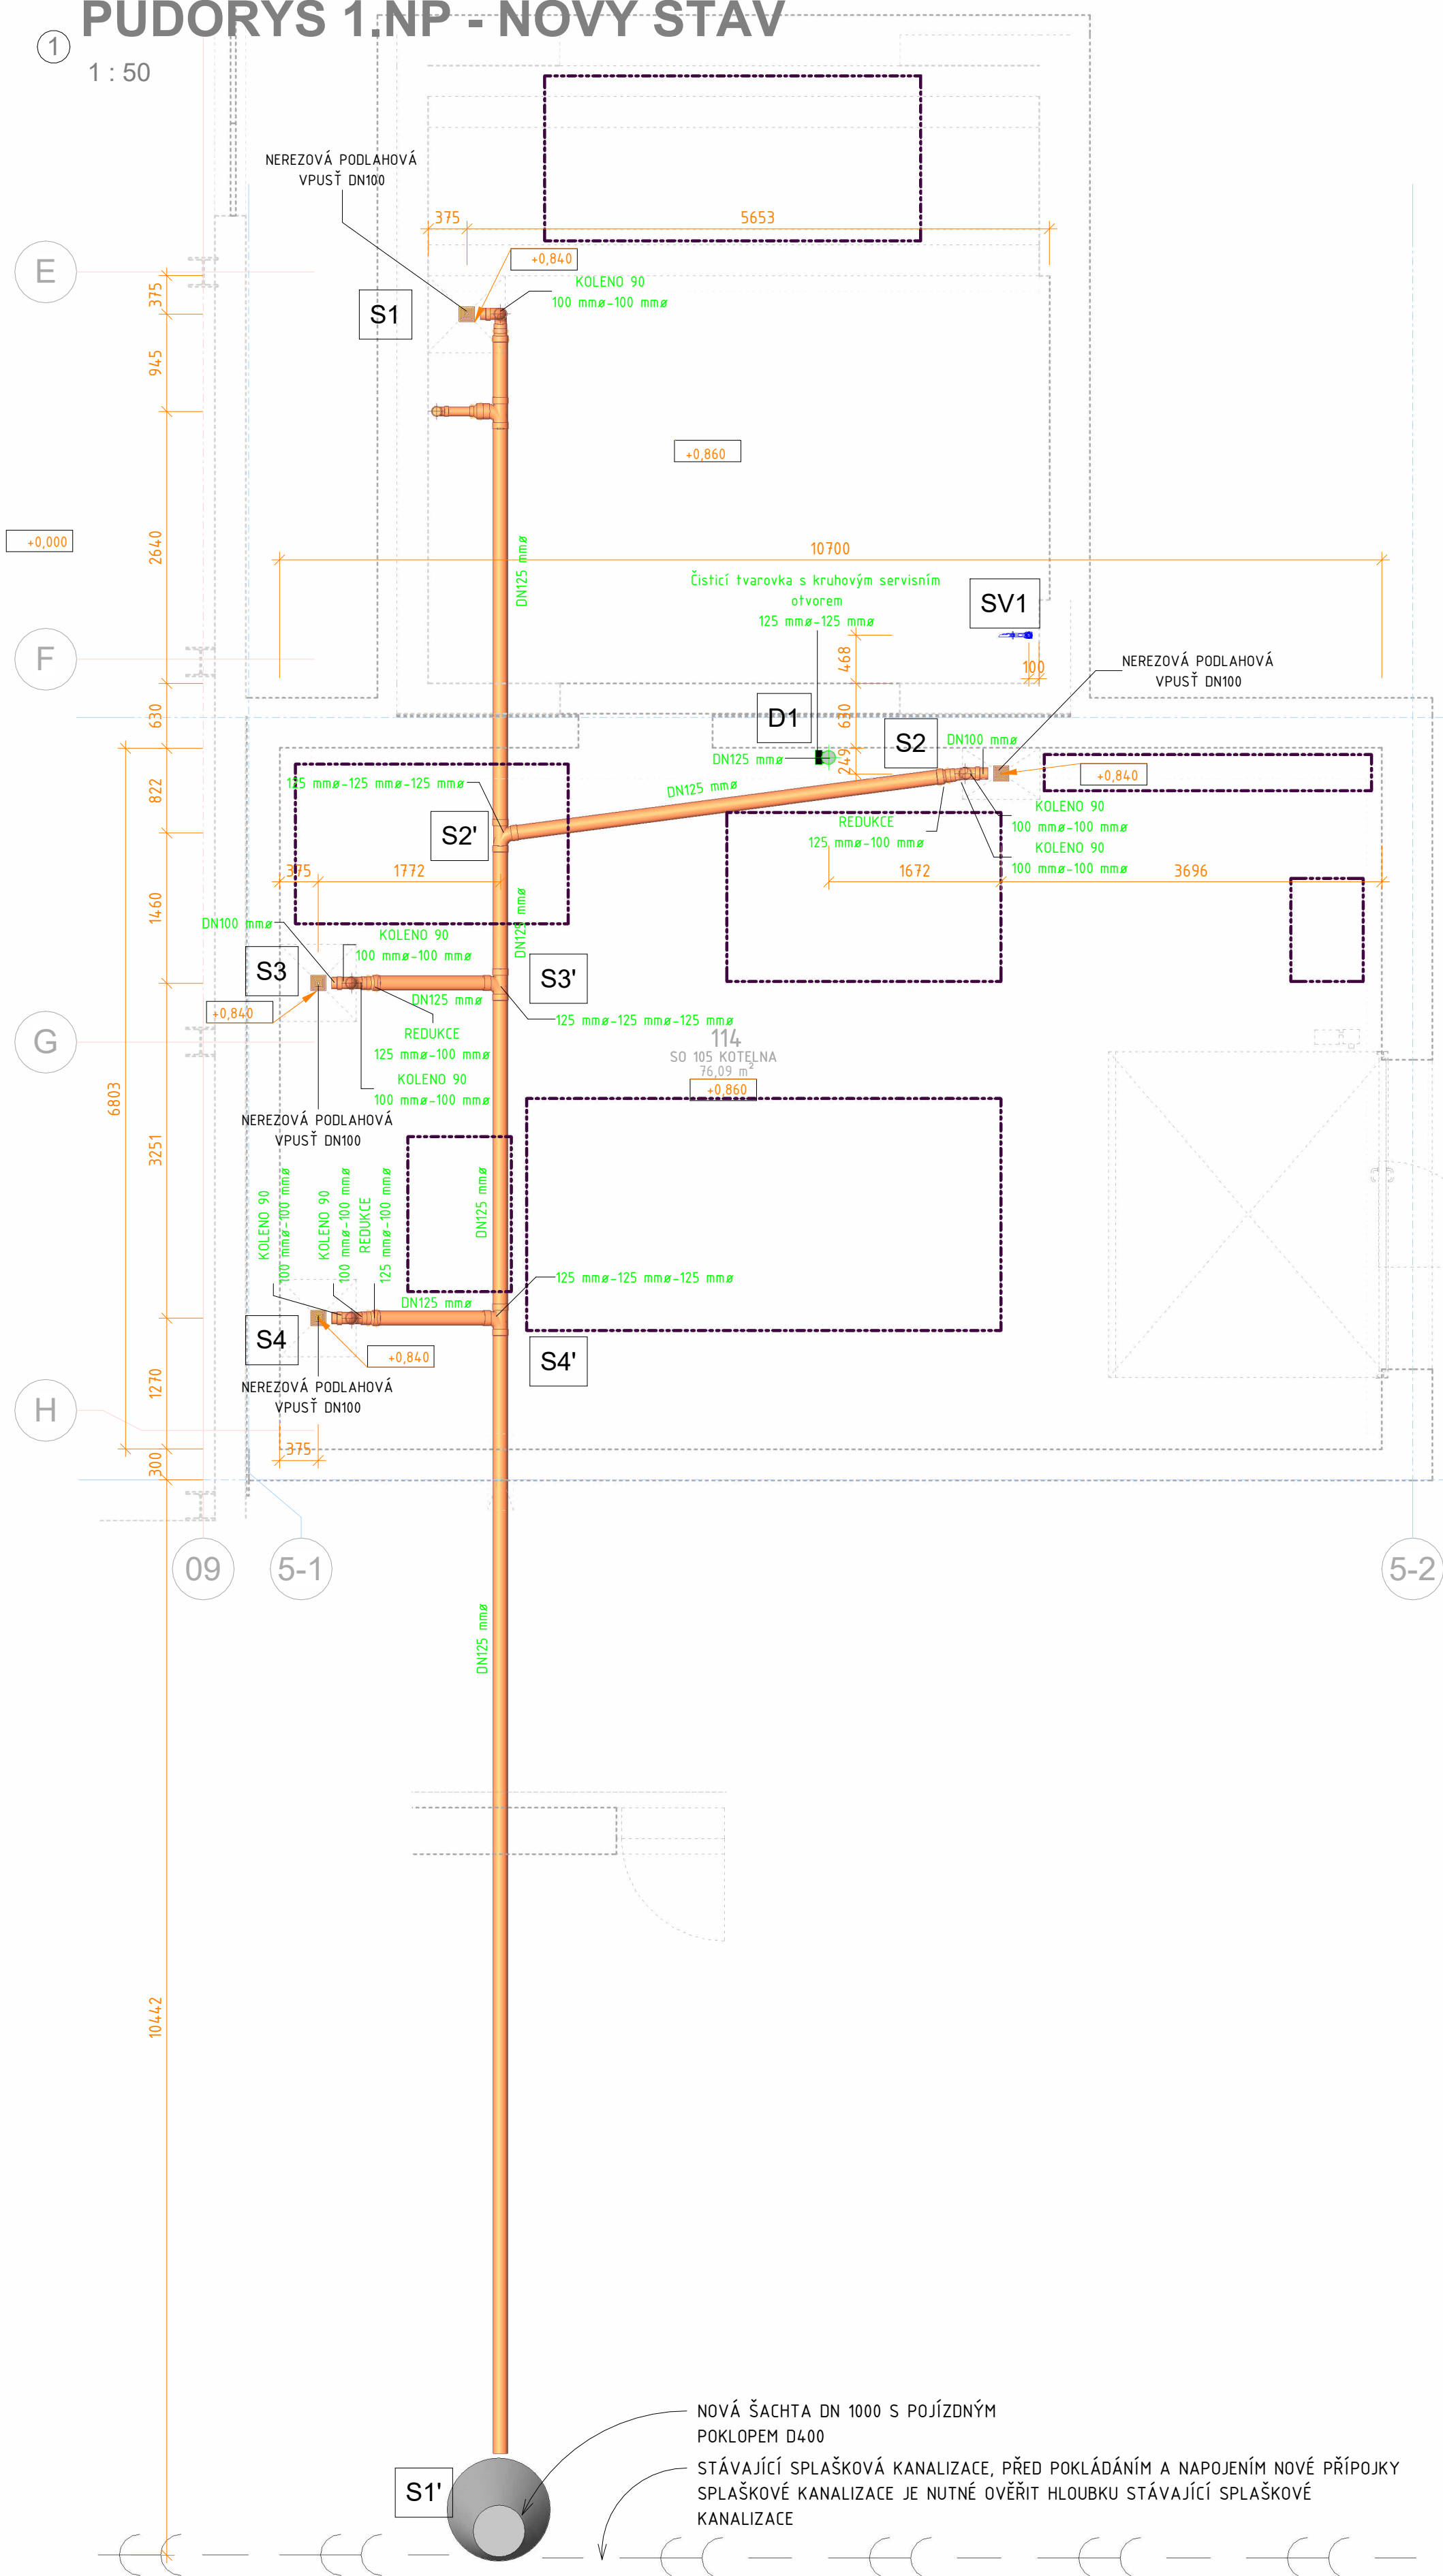 PŮDORYS 1.NP - NOVÝ STAV
1
1 : 50
NEREZOVÁ PODLAHOVÁ
VPUSŤ DN100
375
5653
+0,840
E
KOLENO 90
100 mmø-100 mmø
S1
375
945
+0,860
2640
+0,000
DN125 mmø
10700
Čisticí tvarovka s kruhovým servisním
otvorem
125 mmø-125 mmø
SV1
468
F
100
NEREZOVÁ PODLAHOVÁ
VPUSŤ DN100
630
630
D1
S2
DN100 mmø
DN125 mmø
249
+0,840
125 mmø-125 mmø-125 mmø
DN125 mmø
822
KOLENO 90
100 mmø-100 mmø
REDUKCE
125 mmø-100 mmø
KOLENO 90
100 mmø-100 mmø
S2'
375
1772
1672
3696
1460
DN125 mmø
DN100 mmø
KOLENO 90
100 mmø-100 mmø
S3
S3'
DN125 mmø
+0,840
125 mmø-125 mmø-125 mmø
REDUKCE
125 mmø-100 mmø
G
114
SO 105 KOTELNA
76,09 m²
+0,860
KOLENO 90
100 mmø-100 mmø
6803
NEREZOVÁ PODLAHOVÁ
VPUSŤ DN100
3251
KOLENO 90
100 mmø-100 mmø
KOLENO 90
100 mmø-100 mmø
REDUKCE
125 mmø-100 mmø
DN125 mmø
125 mmø-125 mmø-125 mmø
DN125 mmø
S4
+0,840
S4'
NEREZOVÁ PODLAHOVÁ
VPUSŤ DN100
1270
H
375
300
09
5-1
5-2
DN125 mmø
10442
NOVÁ ŠACHTA DN 1000 S POJÍZDNÝM
POKLOPEM D400
STÁVAJÍCÍ SPLAŠKOVÁ KANALIZACE, PŘED POKLÁDÁNÍM A NAPOJENÍM NOVÉ PŘÍPOJKY
SPLAŠKOVÉ KANALIZACE JE NUTNÉ OVĚŘIT HLOUBKU STÁVAJÍCÍ SPLAŠKOVÉ
KANALIZACE
S1'